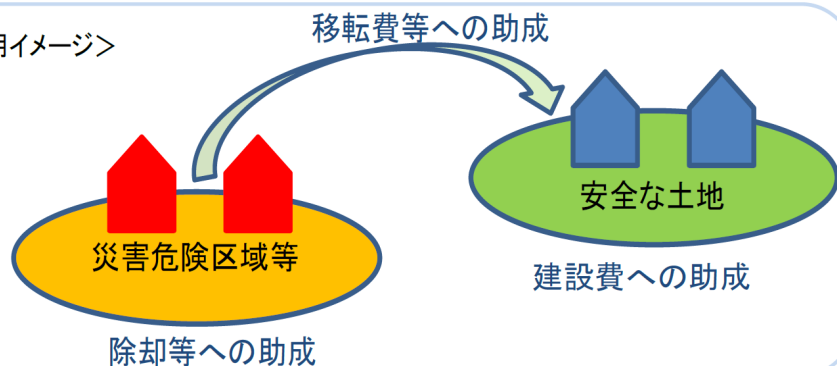 用イメージ＞
移転費等への助成
安全な土地
災害危険区域等
建設費への助成
除却等への助成